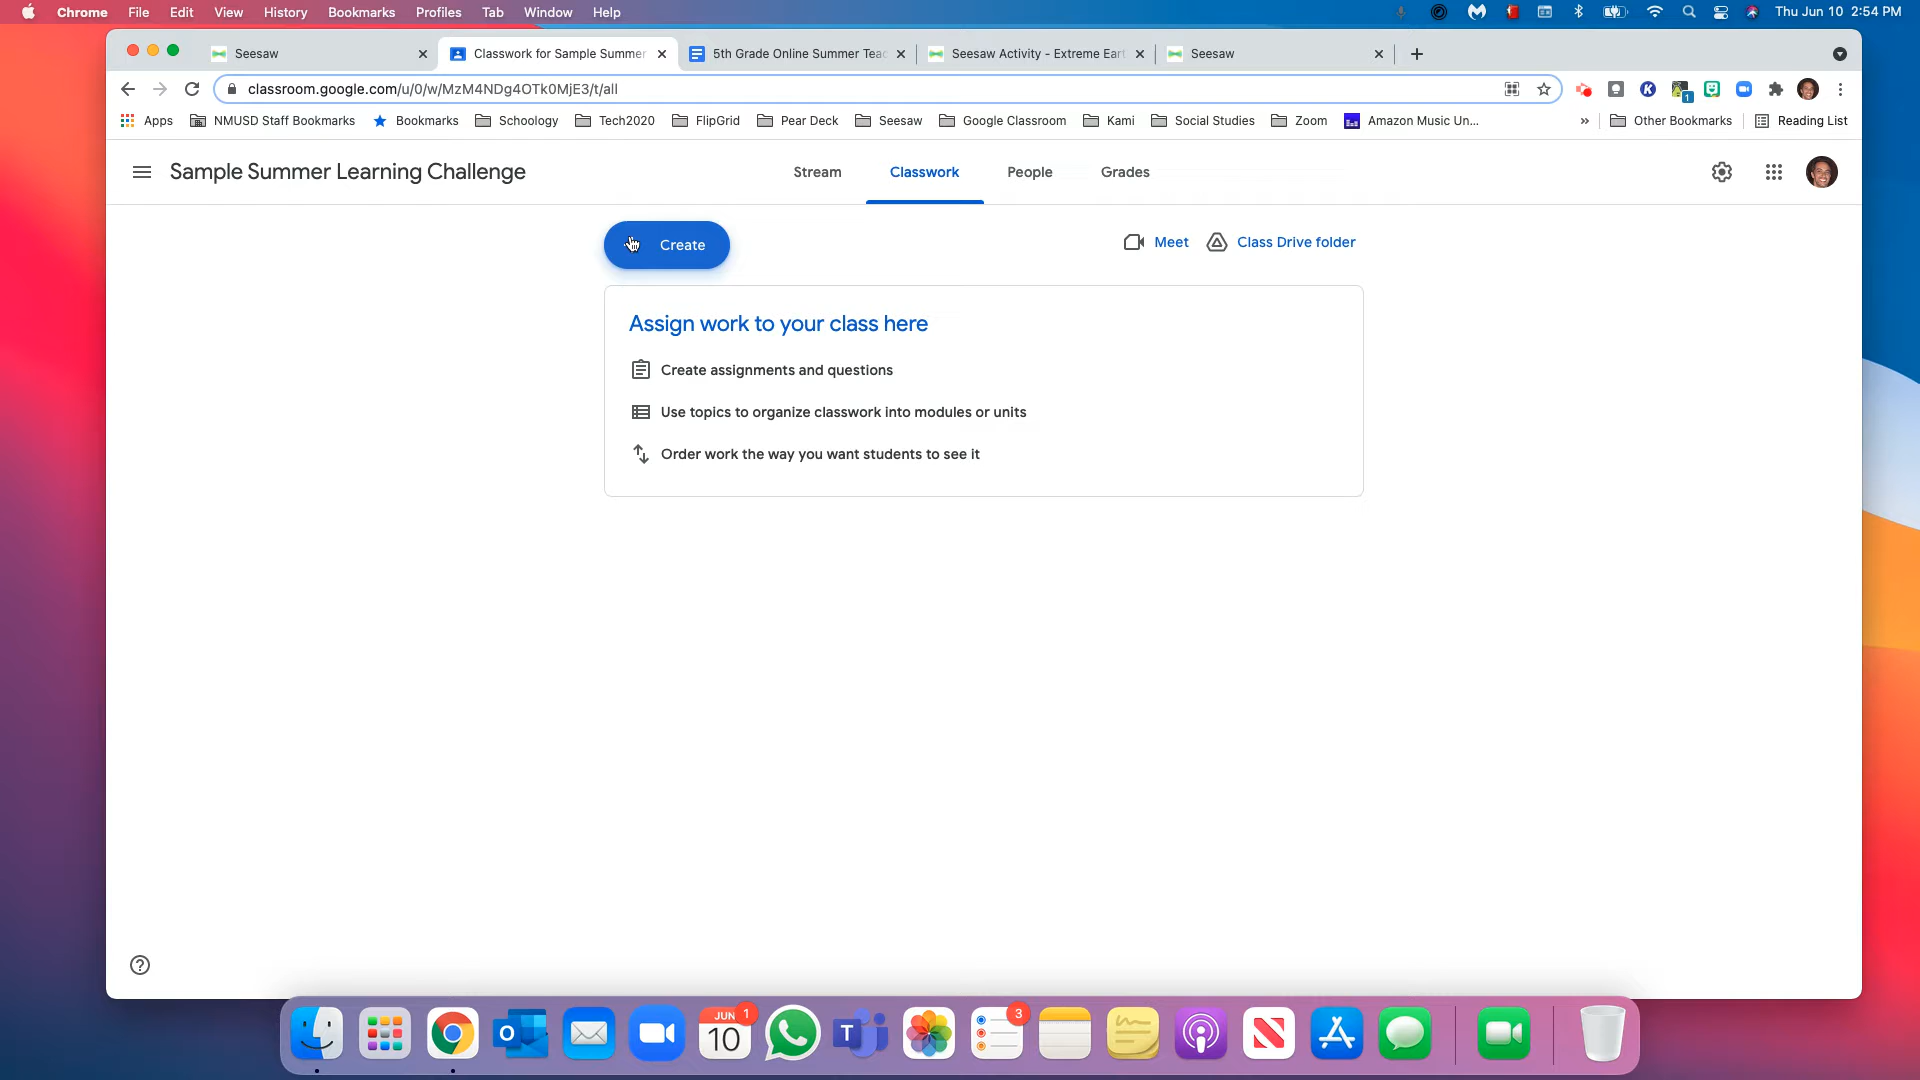 Chrome File Edit View History Bookmarks Profiles Tab Window Help Thu Jun 10 2:54 PM
Seesaw Classwork for Sample Summer 5th Grade Online Summer Teac Seesaw Activity - Extreme Eart Seesaw
classroom.google.com/u/0/w/MzM4NDg4OTk0MjE3/t/all
Apps NMUSD Staff Bookmarks Bookmarks Schoology Tech2020 FlipGrid Pear Deck Seesaw Google Classroom Kami Social Studies Zoom Amazon Music Un... » Other Bookmarks Reading List
Sample Summer Learning Challenge Stream Classwork People Grades
Create Meet Class Drive folder
Assign work to your class here
Create assignments and questions
Use topics to organize classwork into modules or units
Order work the way you want students to see it
JUN 1
10
3